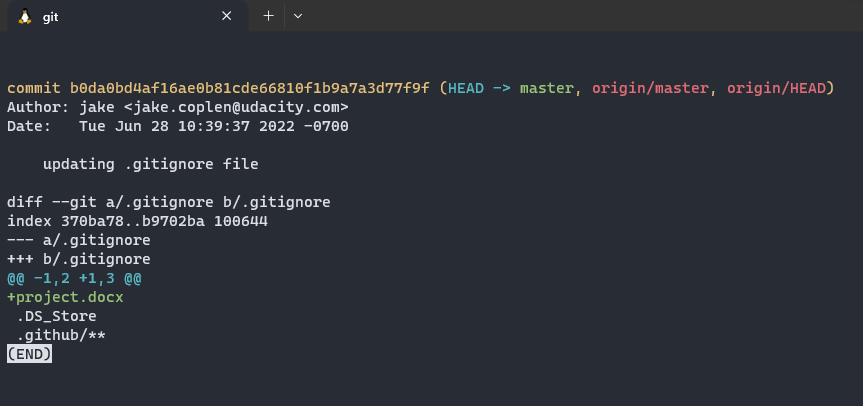 git
commit b0da0bd4af16ae0b81cde66810f1b9a7a3d77f9f (HEAD -> master, origin/master, origin/HEAD)
Author: jake <jake.coplen@udacity.com>
Date:   Tue Jun 28 10:39:37 2022 -0700
    updating .gitignore file
diff --git a/.gitignore b/.gitignore
index 370ba78..b9702ba 100644
--- a/.gitignore
+++ b/.gitignore
@@ -1,2 +1,3 @@
+project.docx
 .DS_Store
 .github/**
(END)